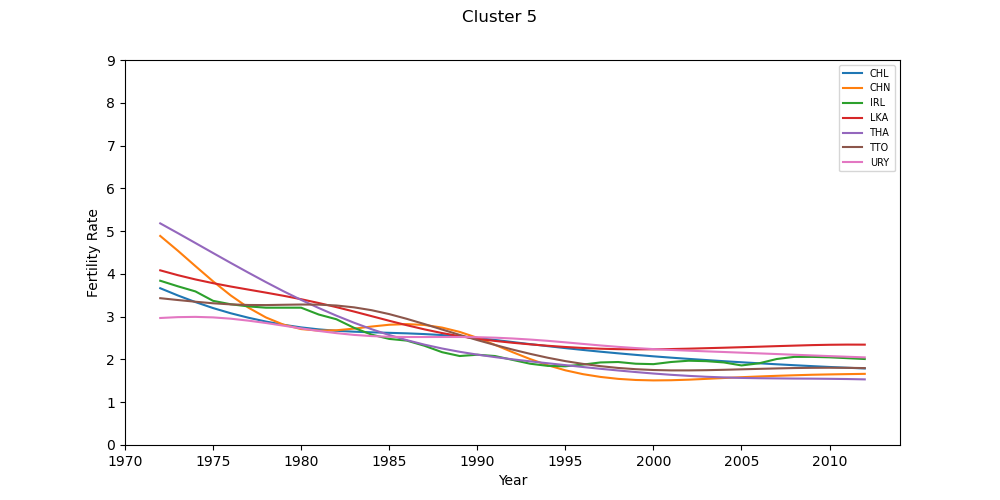 Cluster 5
9
8
7
6
5
4
3
2
1
0
Fertility Rate
CHL
CHN
IRL
LKA
THA
TTO
URY
1970 1975 1980 1985 1990 1995 2000 2005 2010
Year